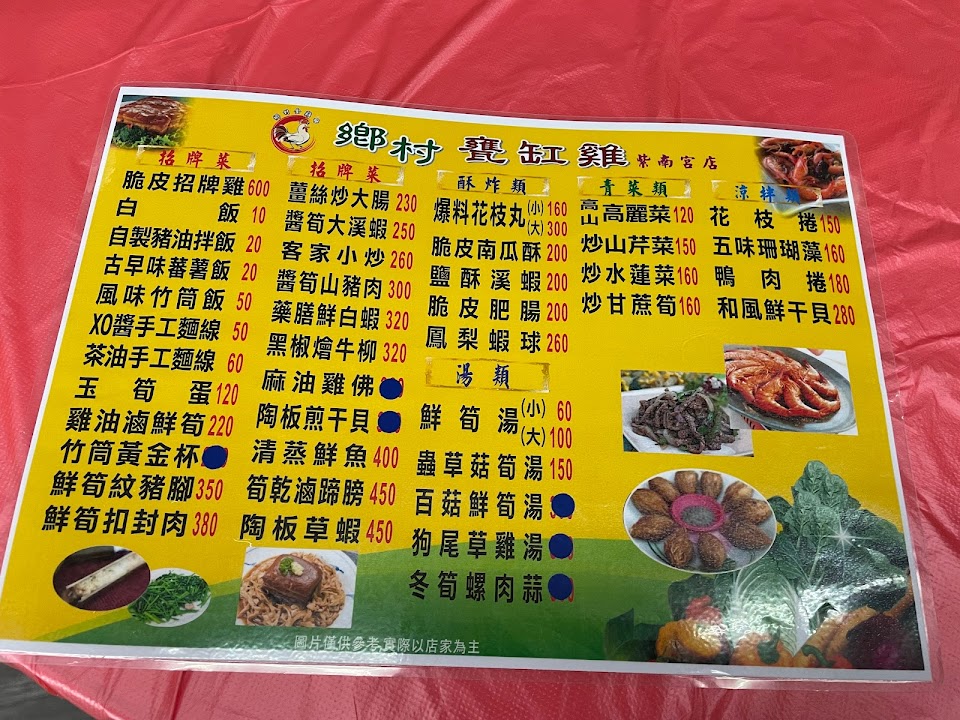 鄉村 甕缸雞 紫南宮店
招牌菜
脆皮招牌雞 600
白飯 10
自製豬油拌飯 20
古早味蕃薯飯 20
風味竹筒飯 50
XO醬手工麵線 50
茶油手工麵線 60
玉筍蛋 120
雞油滷鮮筍 220
竹筒黃金杯
鮮筍紋豬腳 350
鮮筍扣封肉 380
招牌菜
薑絲炒大腸 230
醬筍大溪蝦 250
客家小炒 260
醬筍山豬肉 300
藥膳鮮白蝦 320
黑椒燴牛柳 320
麻油雞佛
陶板煎干貝
清蒸鮮魚 400
筍乾滷蹄膀 450
陶板草蝦 450
酥炸類
爆料花枝丸 (小) 160
(大) 300
脆皮南瓜酥 200
鹽酥溪蝦 200
脆皮肥腸 200
鳳梨蝦球 260
湯類
鮮筍湯 (小) 60
(大) 100
蟲草菇筍湯 150
百菇鮮筍湯
狗尾草雞湯
冬筍螺肉蒜
青菜類
高山高麗菜 120
炒山芹菜 150
炒水蓮菜 160
炒甘蔗筍 160
涼拌類
花枝捲 150
五味珊瑚藻 160
鴨肉捲 180
和風鮮干貝 280
圖片僅供參考,實際以店家為主